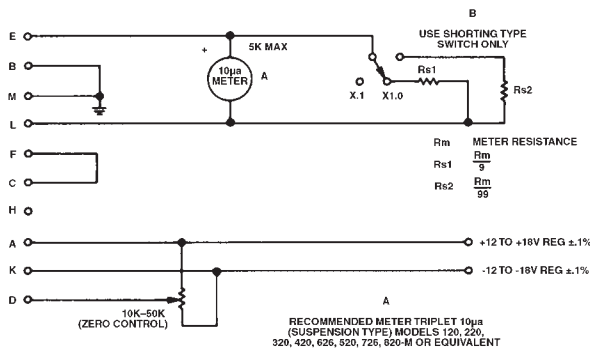 B
USE SHORTING TYPE
SWITCH ONLY
E
+
5K MAX
10µa
METER
A
B
Rs1
X.1
X1.0
Rs2
M
L
Rm METER RESISTANCE
Rs1 Rm
9
Rs2 Rm
99
F
C
H
A
+12 TO +18V REG ±.1%
K
-12 TO -18V REG ±.1%
D
10K–50K
(ZERO CONTROL)
A
RECOMMENDED METER TRIPLET 10µa
(SUSPENSION TYPE) MODELS 120, 220,
320, 420, 626, 520, 726, 820-M OR EQUIVALENT